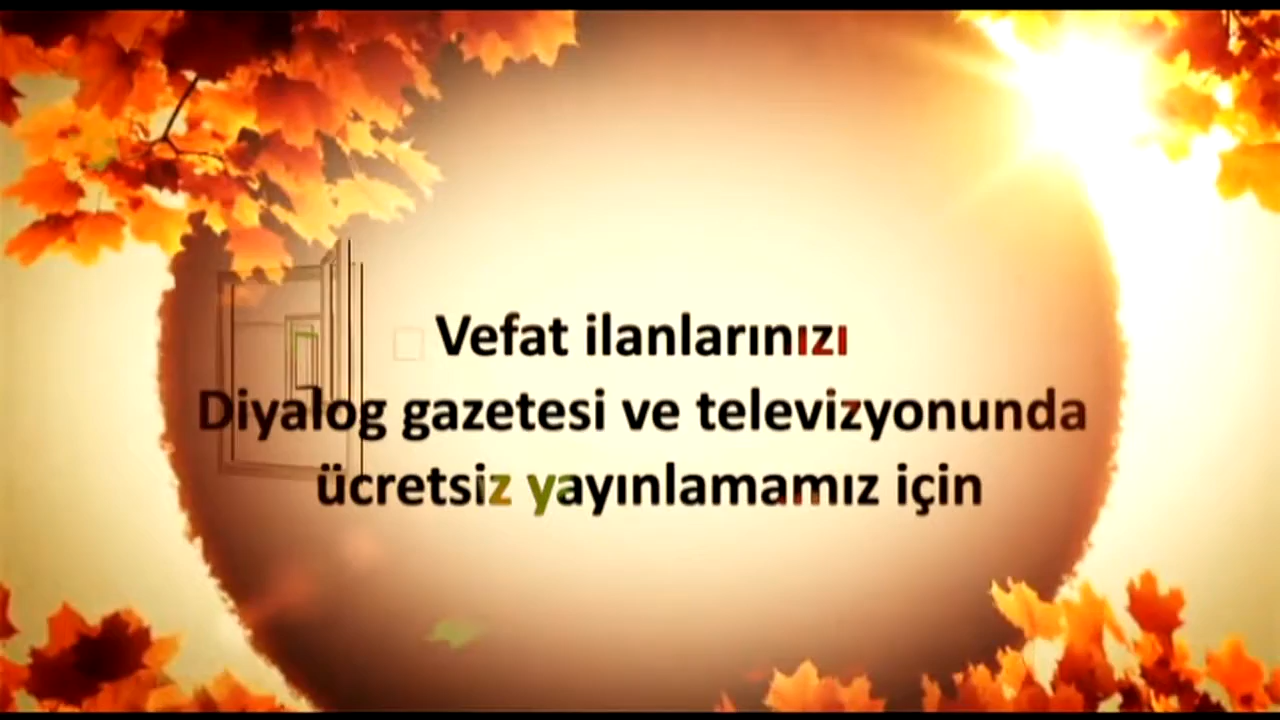 Vefat ilanlarınızı
Diyalog gazetesi ve televizyonunda
ücretsiz yayınlamamız için